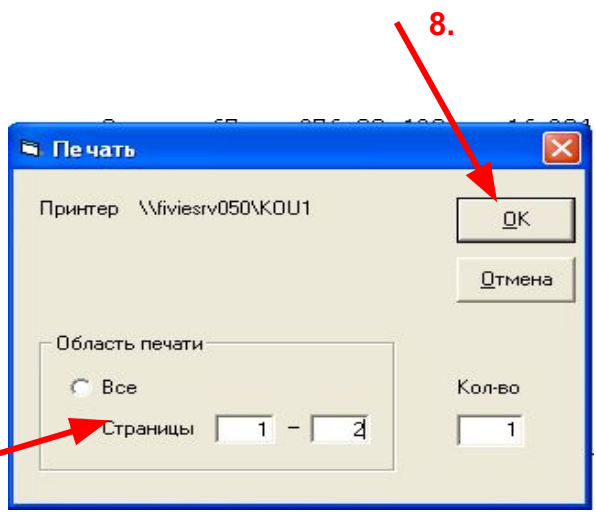 8.
Печать
Принтер \\fiviesrv050\KOU1
OK
Отмена
Область печати
Все
Кол-во
Страницы 1 - 2
1